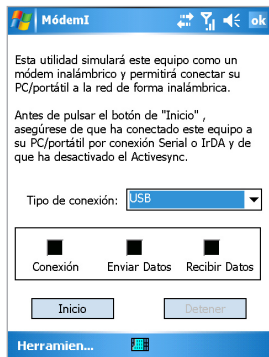 MódemI
ok
Esta utilidad simulará este equipo como un
módem inalámbrico y permitirá conectar su
PC/portátil a la red de forma inalámbrica.
Antes de pulsar el botón de "Inicio" ,
asegúrese de que ha conectado este equipo a
su PC/portátil por conexión Serial o IrDA y de
que ha desactivado el Activesync.
Tipo de conexión: USB
Conexión Enviar Datos Recibir Datos
Inicio Detener
Herramien...